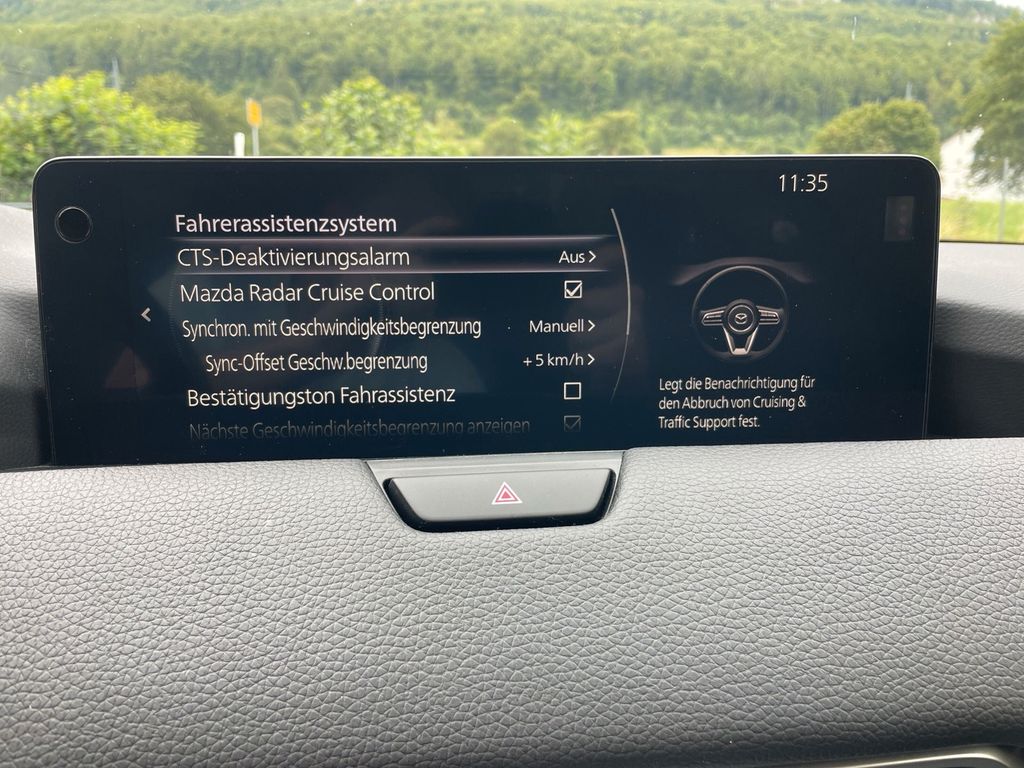 11:35
Fahrerassistenzsystem
CTS-Deaktivierungsalarm Aus
Mazda Radar Cruise Control
Synchron. mit Geschwindigkeitsbegrenzung Manuell
Sync-Offset Geschw.begrenzung +5 km/h
Bestätigungston Fahrassistenz
Nächste Geschwindigkeitsbegrenzung anzeigen
Legt die Benachrichtigung für
den Abbruch von Cruising &
Traffic Support fest.